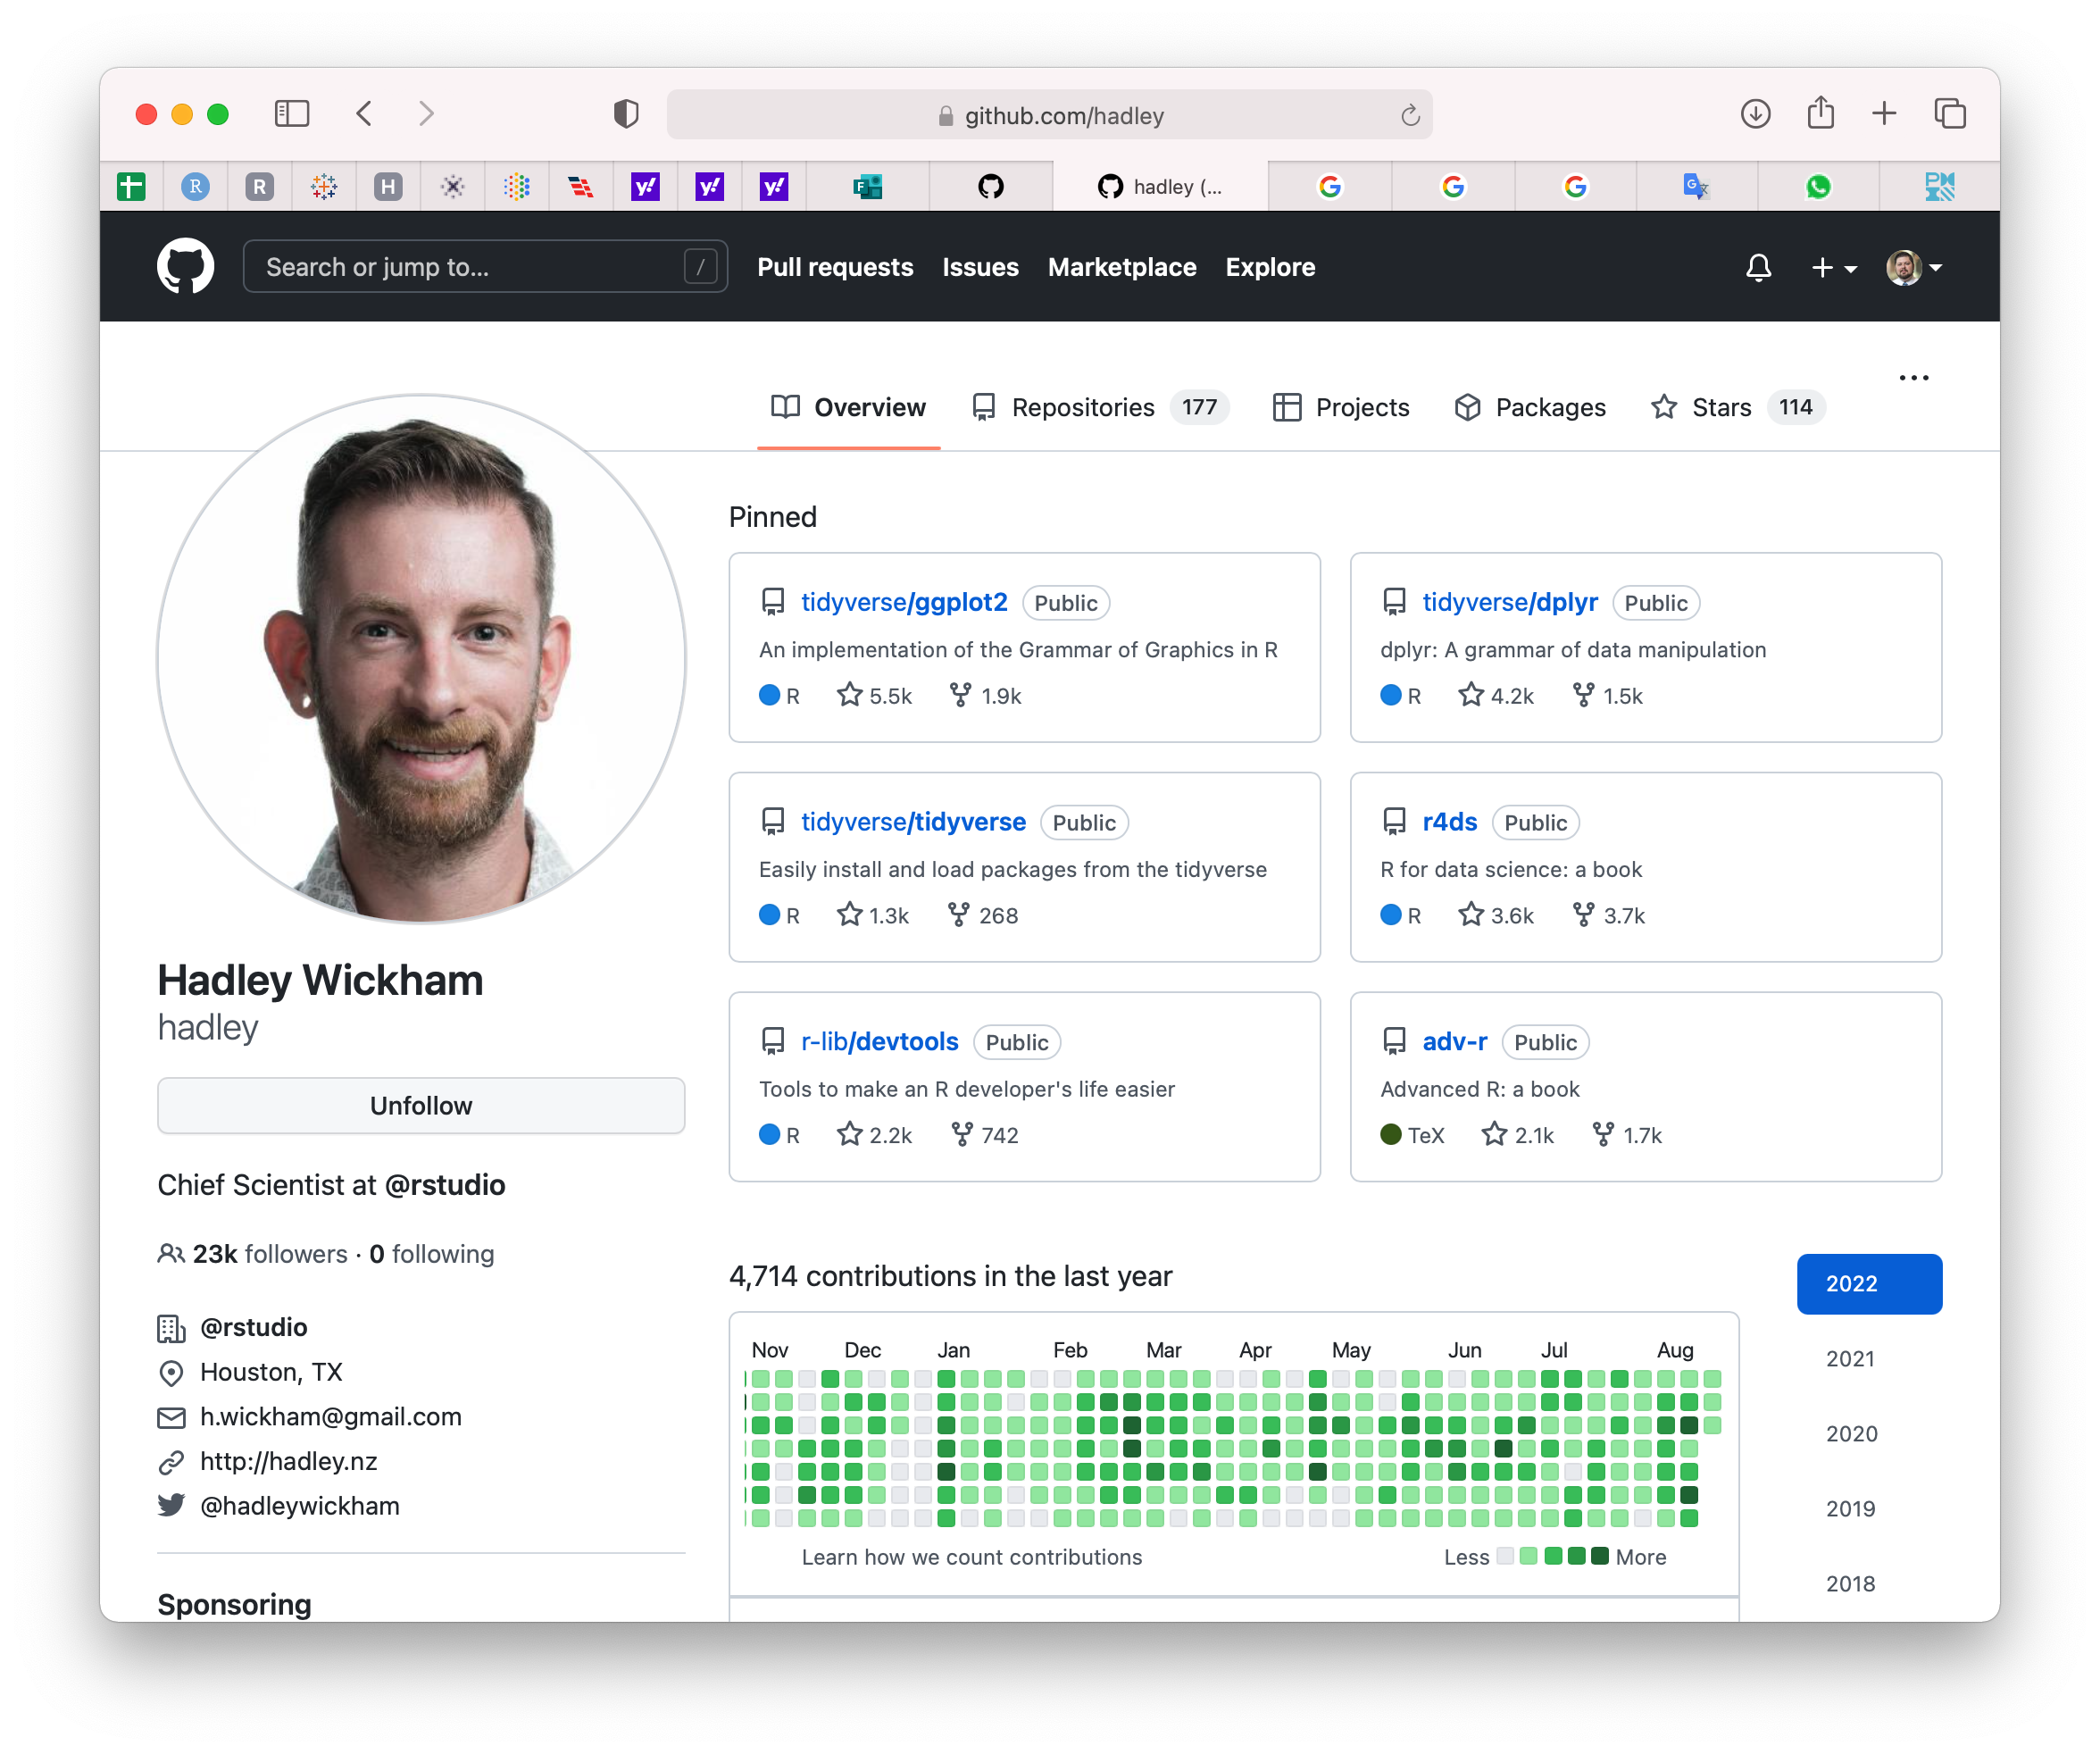 github.com/hadley
hadley (...
Search or jump to... /
Pull requests Issues Marketplace Explore
Overview Repositories 177 Projects Packages Stars 114
Pinned
tidyverse/ggplot2 Public
An implementation of the Grammar of Graphics in R
R 5.5k 1.9k
tidyverse/dplyr Public
dplyr: A grammar of data manipulation
R 4.2k 1.5k
tidyverse/tidyverse Public
Easily install and load packages from the tidyverse
R 1.3k 268
r4ds Public
R for data science: a book
R 3.6k 3.7k
r-lib/devtools Public
Tools to make an R developer's life easier
R 2.2k 742
adv-r Public
Advanced R: a book
TeX 2.1k 1.7k
Hadley Wickham
hadley
Unfollow
Chief Scientist at @rstudio
23k followers · 0 following
@rstudio
Houston, TX
h.wickham@gmail.com
http://hadley.nz
@hadleywickham
Sponsoring
4,714 contributions in the last year
Nov Dec Jan Feb Mar Apr May Jun Jul Aug
Learn how we count contributions
Less More
2022
2021
2020
2019
2018